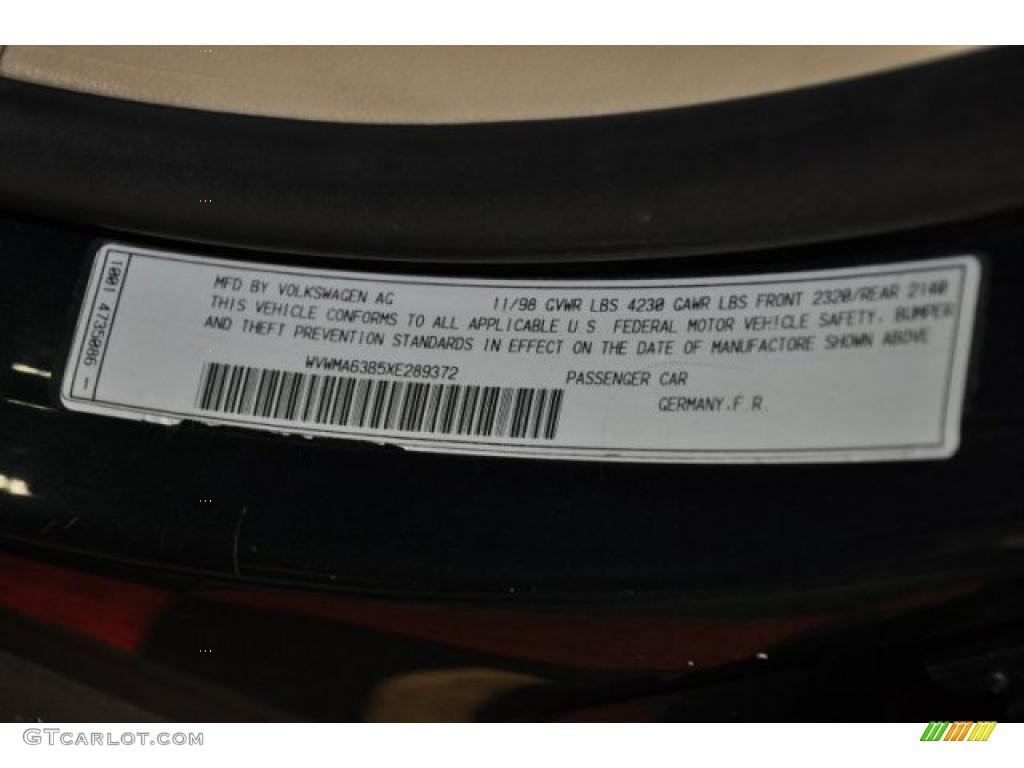 MFD BY VOLKSWAGEN AG 11/98 GVWR LBS 4230 GAWR LBS FRONT 2320/REAR 2140
THIS VEHICLE CONFORMS TO ALL APPLICABLE U.S. FEDERAL MOTOR VEHICLE SAFETY, BUMPER
AND THEFT PREVENTION STANDARDS IN EFFECT ON THE DATE OF MANUFACTORE SHOWN ABOVE
WVWMA63B5XE289372 PASSENGER CAR
GERMANY.F.R.
1001 4735086 -
GTCARLOT.COM